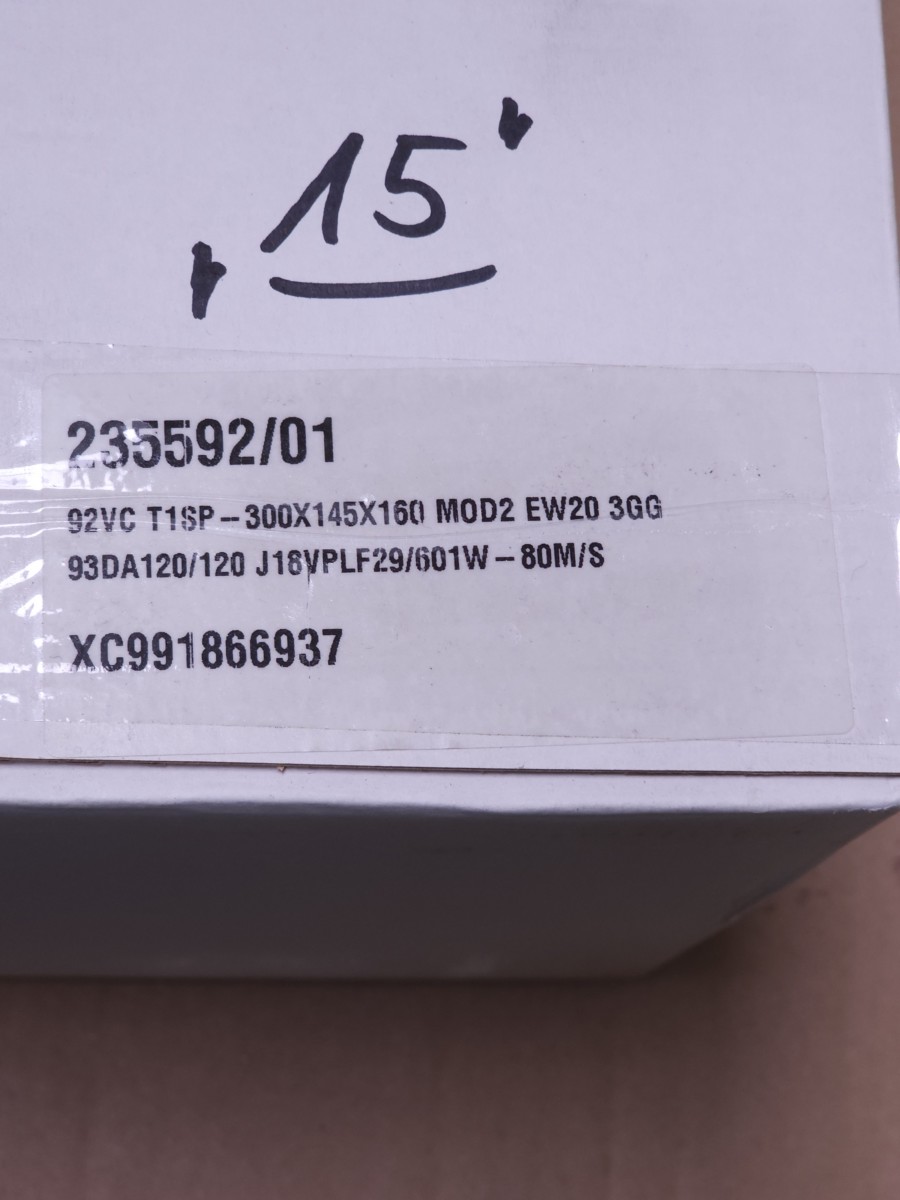 "15"
235592/01
92VC T1SP-300X145X160 MOD2 EW20 3GG
93DA120/120 J18VPLF29/601W-80M/S
XC991866937